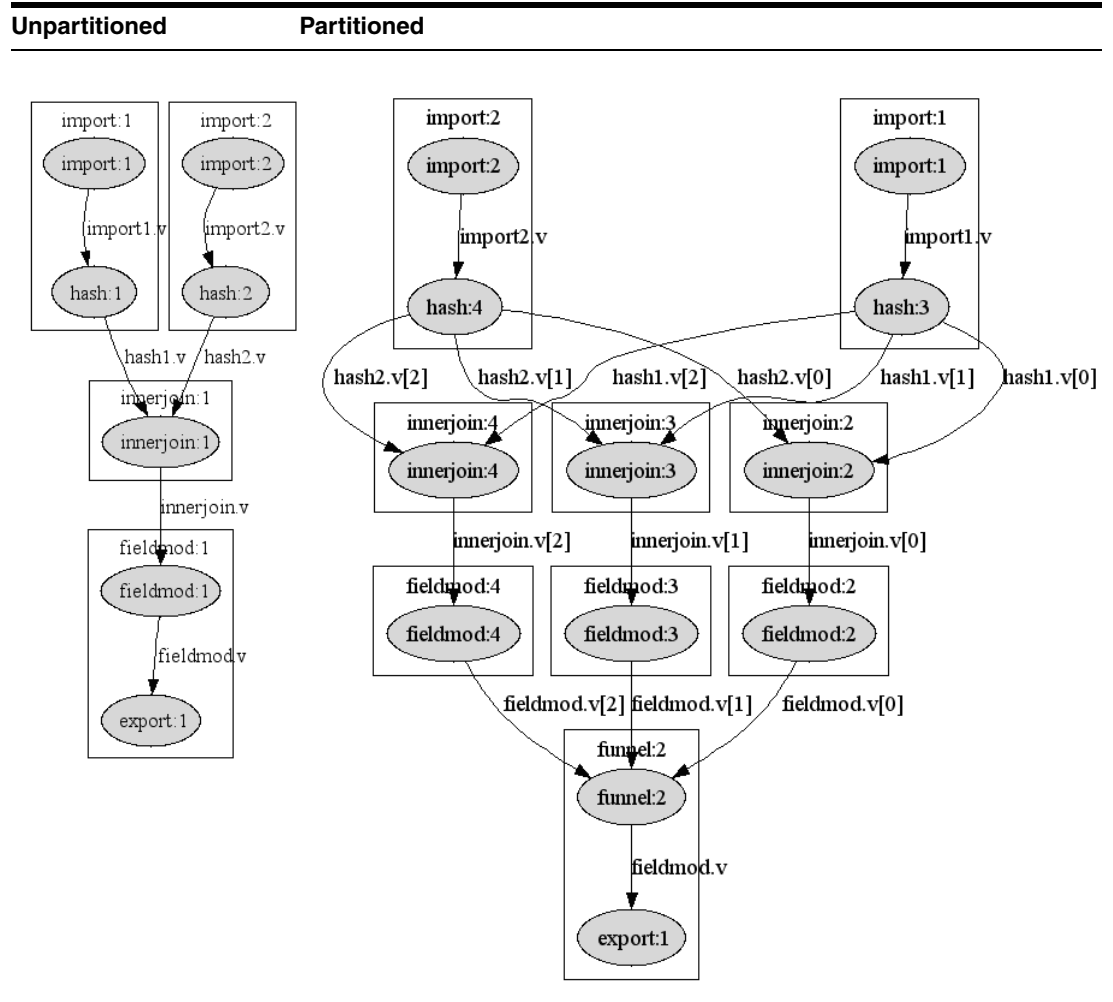 Unpartitioned
Partitioned
import:1
import:1
import1.v
hash:1
import:2
import:2
import2.v
hash:2
hash1.v
hash2.v
innerjoin:1
innerjoin:1
innerjoin.v
fieldmod:1
fieldmod:1
fieldmod.v
export:1
import:2
import:2
import2.v
hash:4
import:1
import:1
import1.v
hash:3
hash2.v[2]
hash2.v[1]
hash1.v[2]
hash2.v[0]
hash1.v[1]
hash1.v[0]
innerjoin:4
innerjoin:3
innerjoin:2
innerjoin:4
innerjoin:3
innerjoin:2
innerjoin.v[2]
innerjoin.v[1]
innerjoin.v[0]
fieldmod:4
fieldmod:3
fieldmod:2
fieldmod:4
fieldmod:3
fieldmod:2
fieldmod.v[2]
fieldmod.v[1]
fieldmod.v[0]
funnel:2
funnel:2
fieldmod.v
export:1